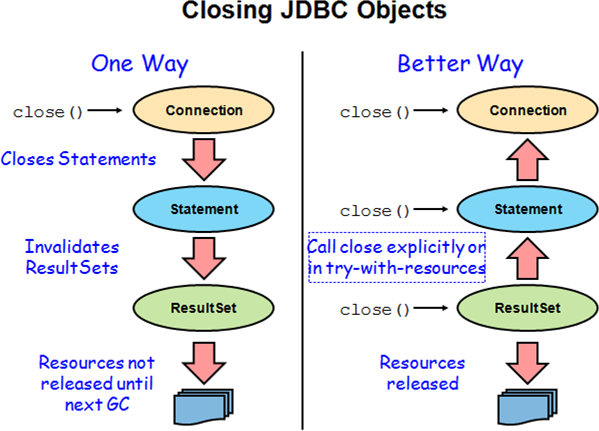 Closing JDBC Objects
One Way
close()
Connection
Closes Statements
Statement
Invalidates
ResultSets
ResultSet
Resources not
released until
next GC
Better Way
close()
Connection
close()
Statement
Call close explicitly or
in try-with-resources
close()
ResultSet
Resources
released